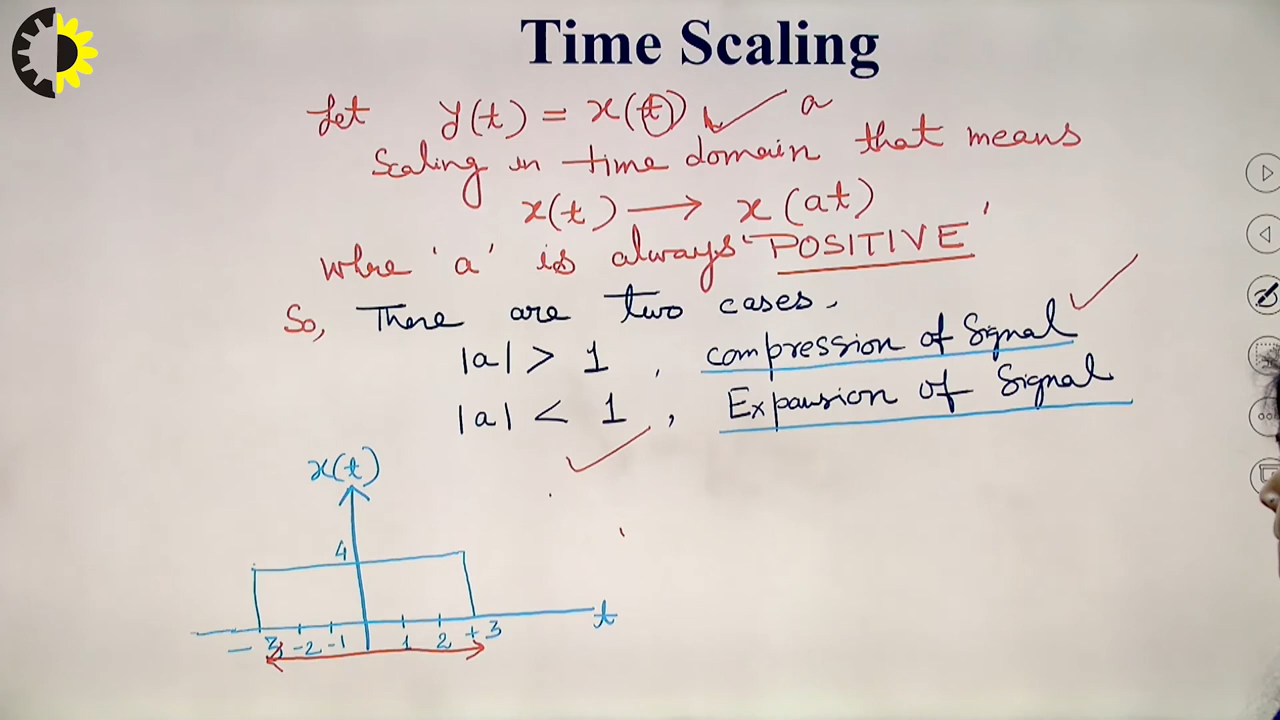 Time Scaling
Let y(t) = x(t) a
Scaling in time domain that means
x(t) → x(at)
where 'a' is always 'POSITIVE'
So, There are two cases.
|a| > 1 , compression of Signal
|a| < 1 , Expansion of Signal
x(t)
4
-3 -2 -1 1 2 +3 t